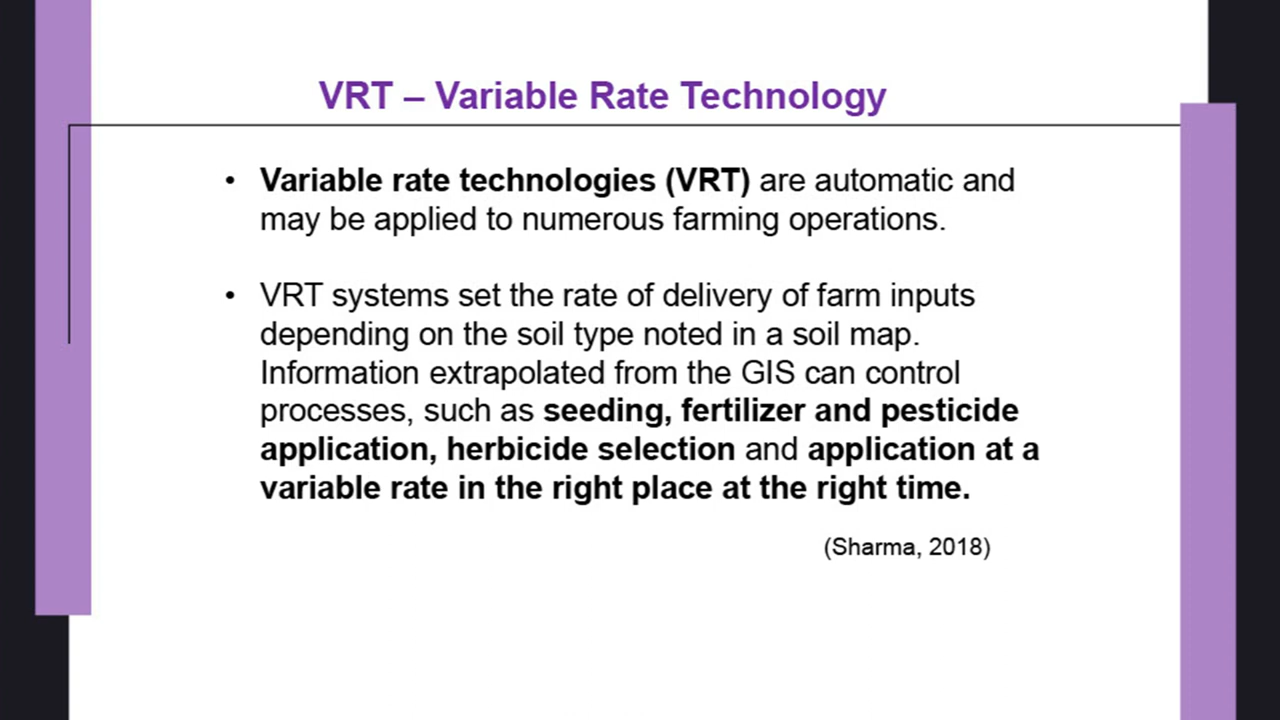 VRT – Variable Rate Technology
• Variable rate technologies (VRT) are automatic and
may be applied to numerous farming operations.
• VRT systems set the rate of delivery of farm inputs
depending on the soil type noted in a soil map.
Information extrapolated from the GIS can control
processes, such as seeding, fertilizer and pesticide
application, herbicide selection and application at a
variable rate in the right place at the right time.
(Sharma, 2018)